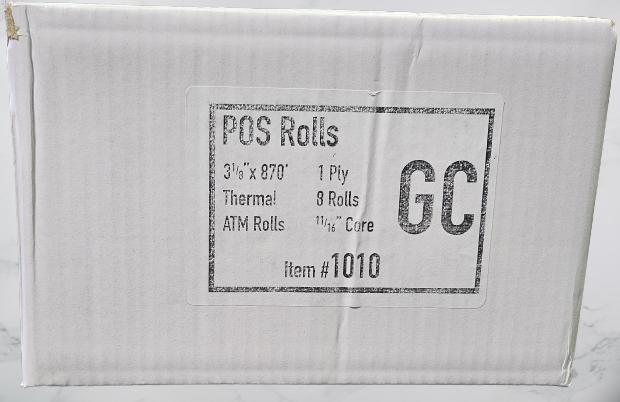 POS Rolls
3⅛"x 870' 1 Ply
Thermal 8 Rolls
ATM Rolls 11/16" Core
GC
Item #1010